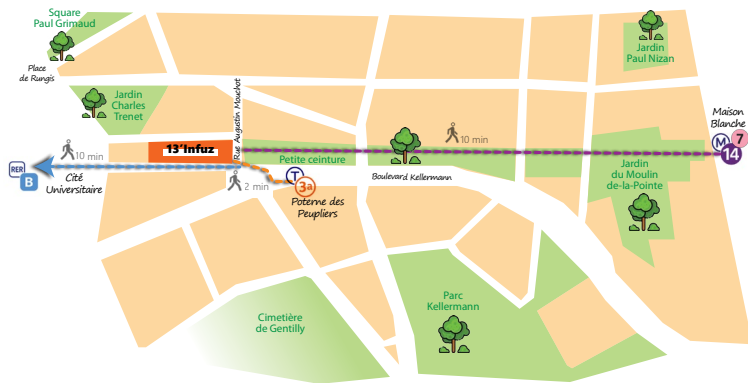 Square
Paul Grimaud
Place
de Rungis
Jardin
Charles
Trenet
Jardin
Paul Nizan
Maison
Blanche
M 7
14
Rue Augustin Mouchot
13'Infuz
10 min
10 min
Petite ceinture
RER
B
Cité
Universitaire
2 min
T
3a
Poterne des
Peupliers
Boulevard Kellermann
Jardin
du Moulin
de-la-Pointe
Cimetière
de Gentilly
Parc
Kellermann